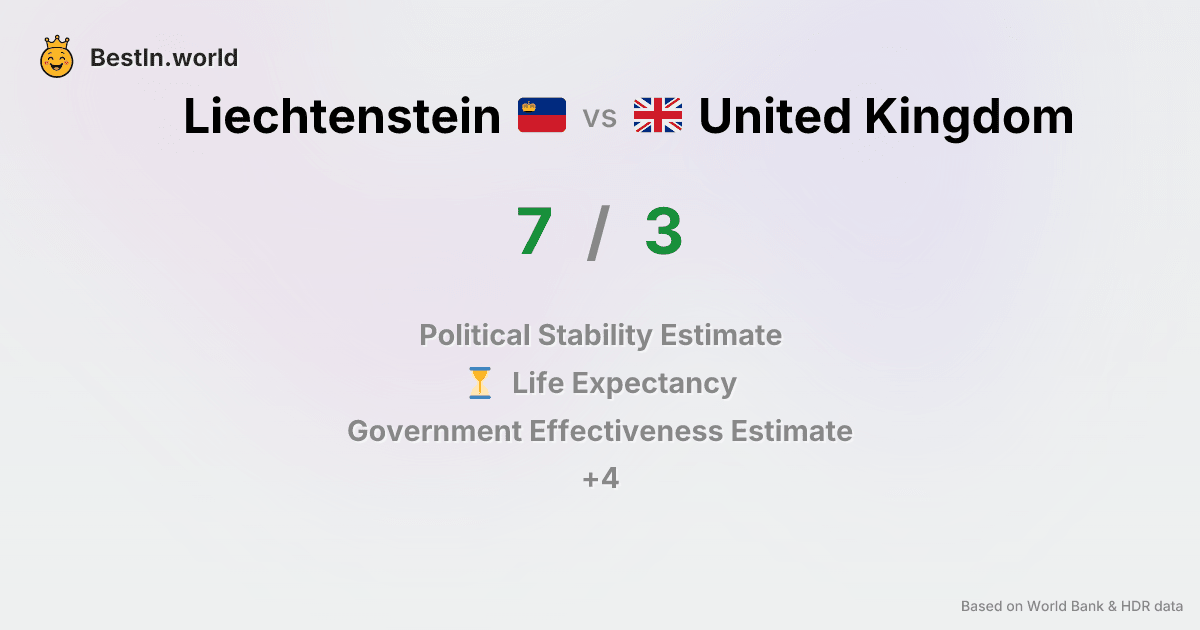 BestIn.world
Liechtenstein vs United Kingdom
7 / 3
Political Stability Estimate
Life Expectancy
Government Effectiveness Estimate
+4
Based on World Bank & HDR data